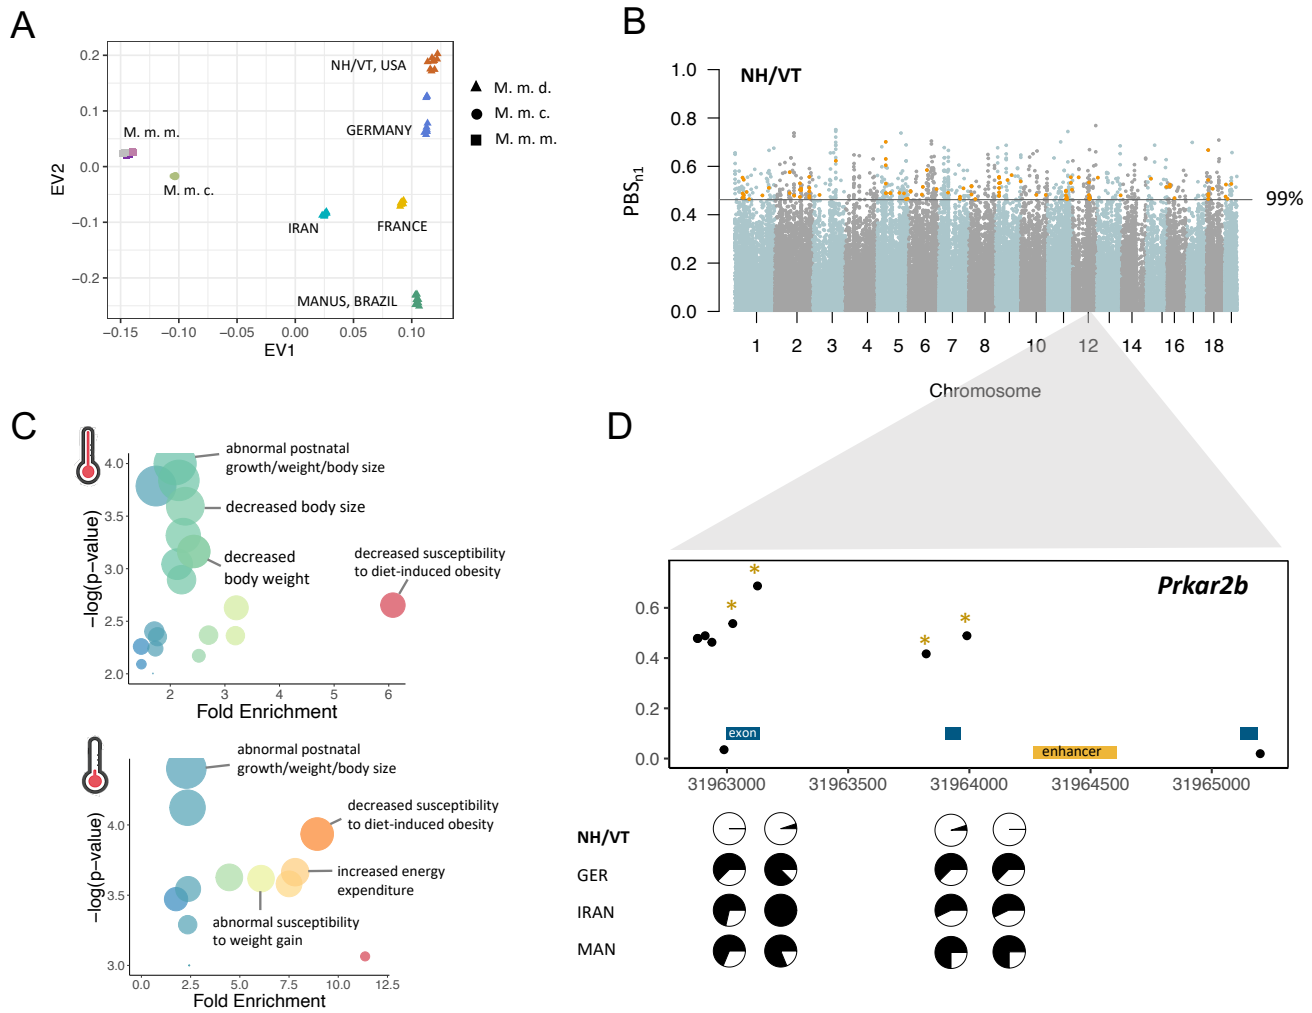 A
0.2
0.1
0.0
−0.1
−0.2
EV2
NH/VT, USA
GERMANY
M. m. m.
M. m. c.
IRAN
FRANCE
MANUS, BRAZIL
−0.15
−0.10
−0.05
0.00
0.05
0.10
EV1
M. m. d.
M. m. c.
M. m. m.
B
NH/VT
1.0
0.8
0.6
0.4
0.2
0.0
PBSn1
99%
1
2
3
4
5
6
7
8
10
12
14
16
18
Chromosome
C
4.0
3.5
3.0
2.5
2.0
−log(p−value)
abnormal postnatal
growth/weight/body size
decreased body size
decreased
body weight
decreased susceptibility
to diet-induced obesity
2
3
4
5
6
Fold Enrichment
4.0
3.5
3.0
−log(p−value)
abnormal postnatal
growth/weight/body size
decreased susceptibility
to diet-induced obesity
increased energy
expenditure
abnormal susceptibility
to weight gain
0.0
2.5
5.0
7.5
10.0
12.5
Fold Enrichment
D
Prkar2b
0.6
0.4
0.2
0.0
*
*
*
*
exon
enhancer
31963000
31963500
31964000
31964500
31965000
NH/VT
GER
IRAN
MAN